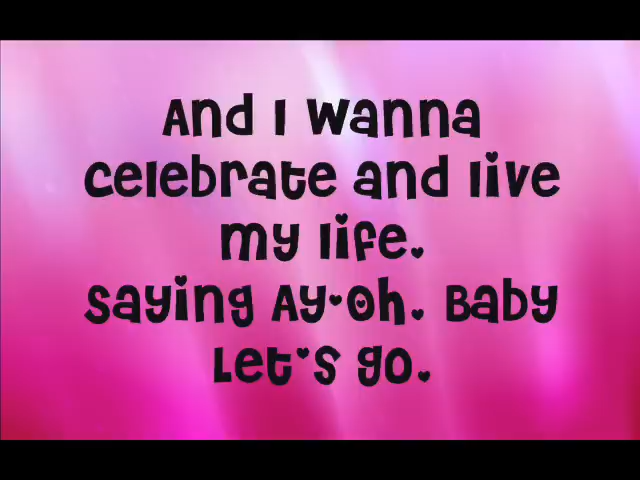 And I wanna
celebrate and live
my life.
Saying Ay-Oh. Baby
Let's go.